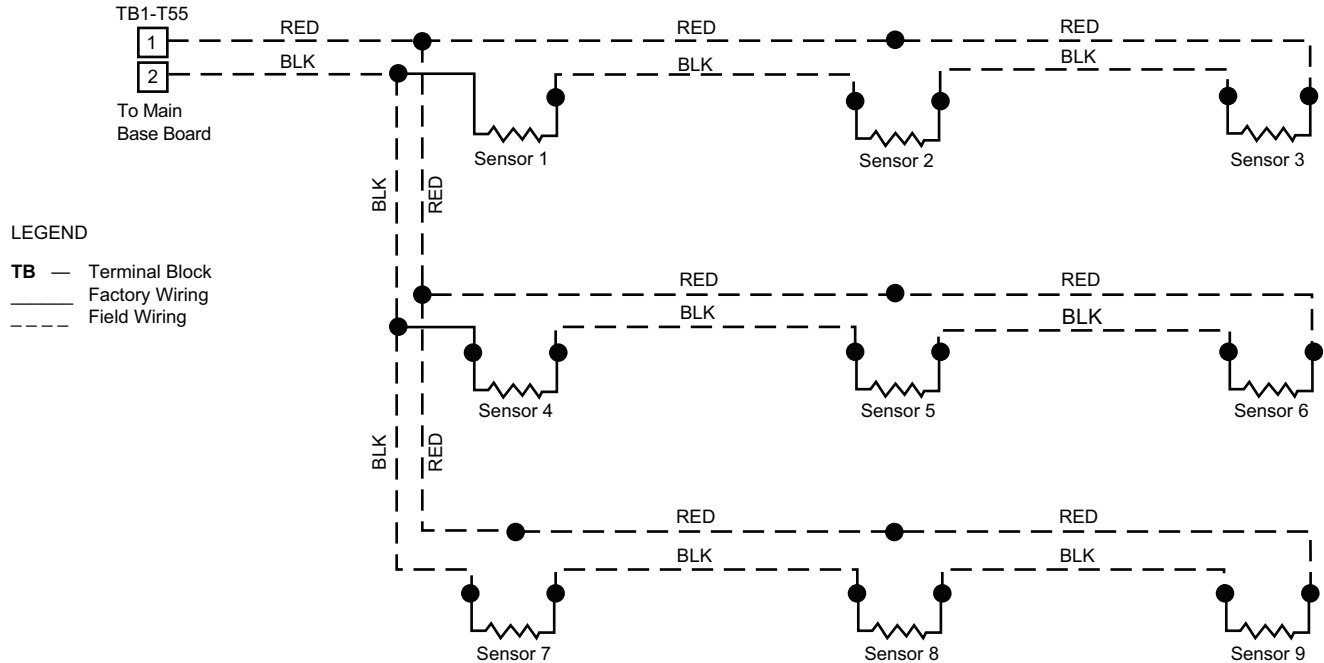 TB1-T55
1
RED
RED
RED
2
BLK
BLK
BLK
To Main
Base Board
Sensor 1
Sensor 2
Sensor 3
BLK
RED
LEGEND
TB — Terminal Block
Factory Wiring
Field Wiring
RED
RED
BLK
BLK
Sensor 4
Sensor 5
Sensor 6
BLK
RED
RED
RED
BLK
BLK
Sensor 7
Sensor 8
Sensor 9